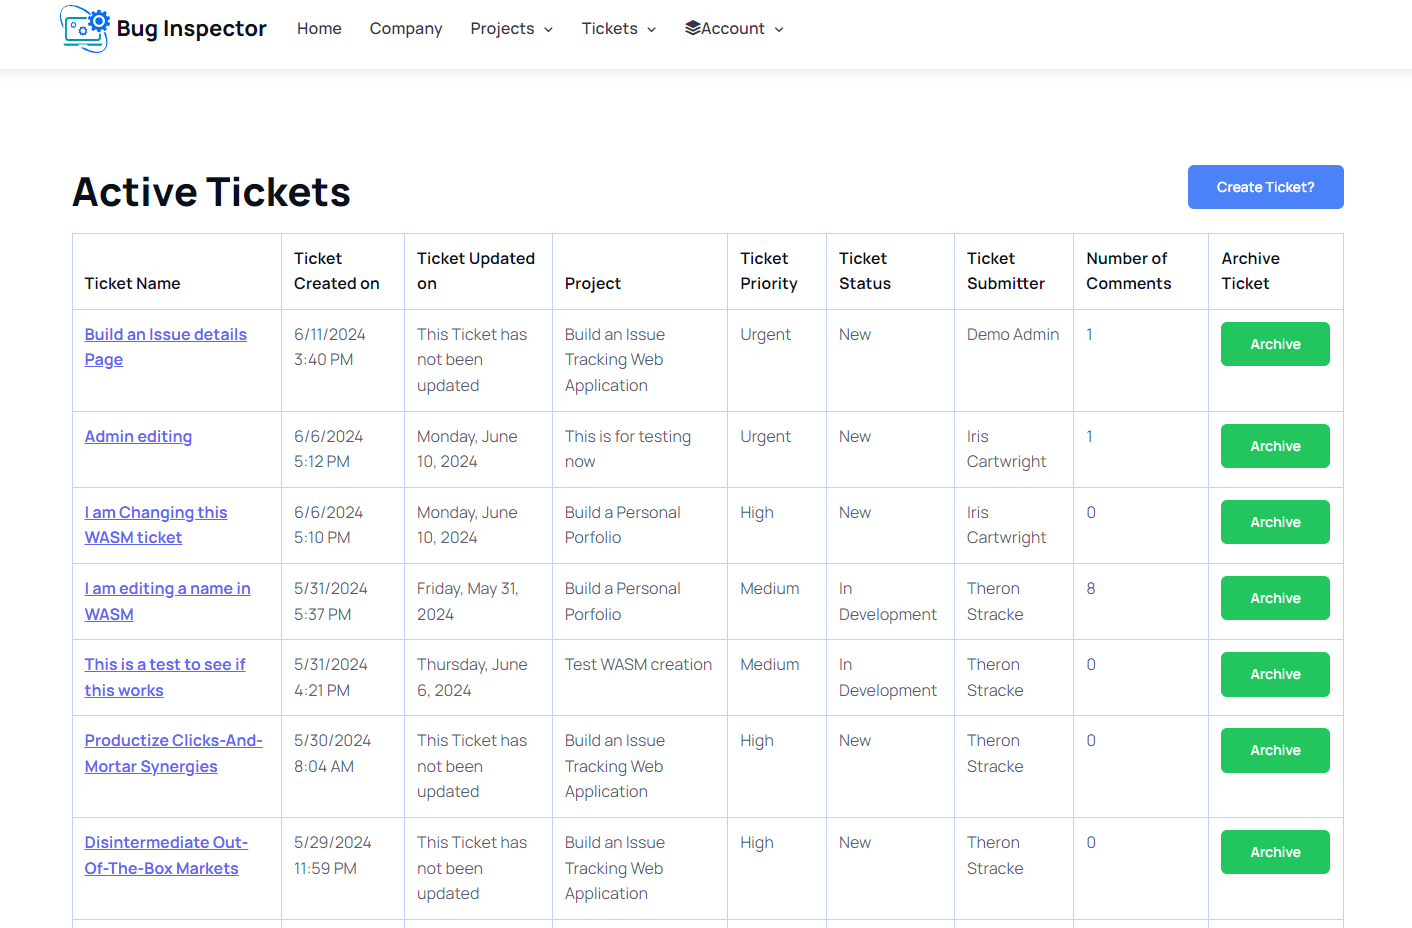 Bug Inspector
Home
Company
Projects
Tickets
Account
Active Tickets
Create Ticket?
Ticket Name
Ticket
Created on
Ticket Updated
on
Project
Ticket
Priority
Ticket
Status
Ticket
Submitter
Number of
Comments
Archive
Ticket
Build an Issue details
Page
6/11/2024
3:40 PM
This Ticket has
not been
updated
Build an Issue
Tracking Web
Application
Urgent
New
Demo Admin
1
Archive
Admin editing
6/6/2024
5:12 PM
Monday, June
10, 2024
This is for testing
now
Urgent
New
Iris
Cartwright
1
Archive
I am Changing this
WASM ticket
6/6/2024
5:10 PM
Monday, June
10, 2024
Build a Personal
Porfolio
High
New
Iris
Cartwright
0
Archive
I am editing a name in
WASM
5/31/2024
5:37 PM
Friday, May 31,
2024
Build a Personal
Porfolio
Medium
In
Development
Theron
Stracke
8
Archive
This is a test to see if
this works
5/31/2024
4:21 PM
Thursday, June
6, 2024
Test WASM creation
Medium
In
Development
Theron
Stracke
0
Archive
Productize Clicks-And-
Mortar Synergies
5/30/2024
8:04 AM
This Ticket has
not been
updated
Build an Issue
Tracking Web
Application
High
New
Theron
Stracke
0
Archive
Disintermediate Out-
Of-The-Box Markets
5/29/2024
11:59 PM
This Ticket has
not been
updated
Build an Issue
Tracking Web
Application
High
New
Theron
Stracke
0
Archive